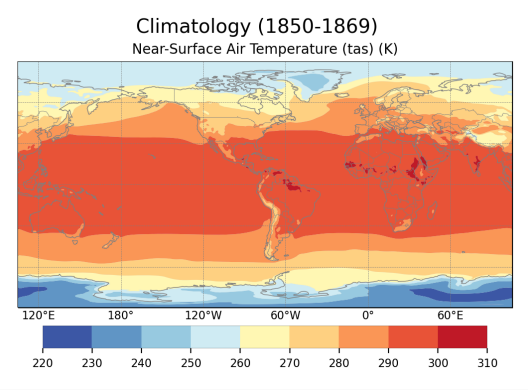 Climatology (1850-1869)
Near-Surface Air Temperature (tas) (K)
120°E 180° 120°W 60°W 0° 60°E
220 230 240 250 260 270 280 290 300 310